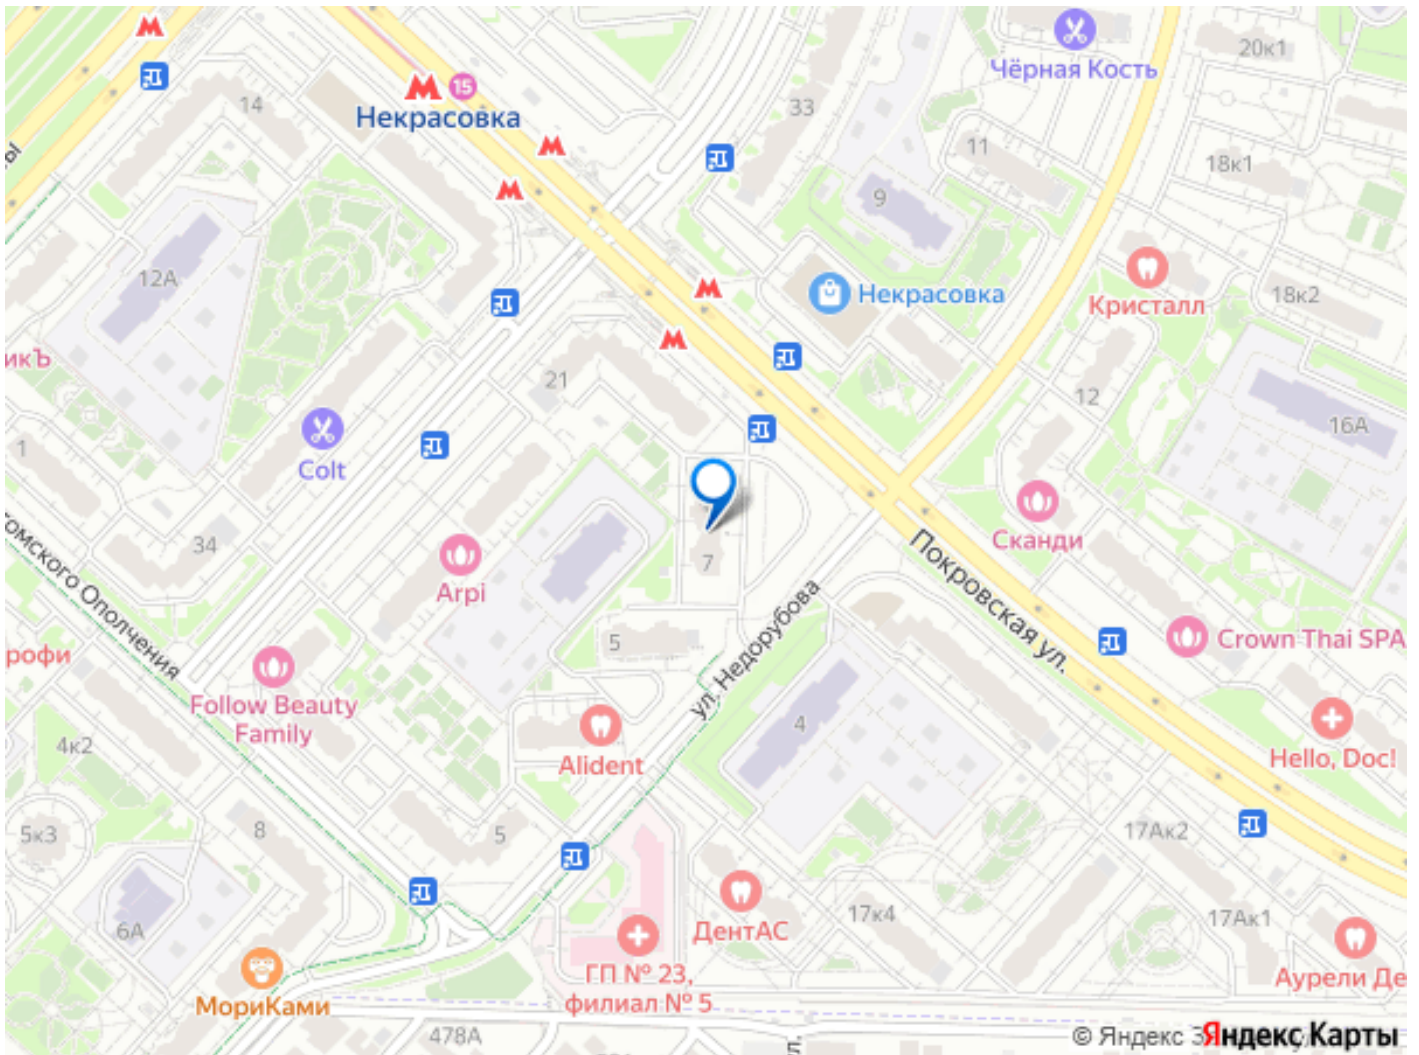 Чёрная Кость
20к1
14
15
Некрасовка
33
11
18к1
9
12А
Некрасовка
Кристалл
18к2
икЪ
21
12
16А
1
Colt
34
Arpi
7
Сканди
Покровская ул.
омского Ополчения
5
ул. Недорубова
Crown Thai SPA
рофи
Follow Beauty
Family
4к2
4
Alident
Hello, Doc!
5к3
8
5
17Ак2
6А
ДентАС
17к4
17Ак1
ГП № 23,
филиал № 5
Аурели Де
МориКами
478А
© Яндекс
Яндекс Карты